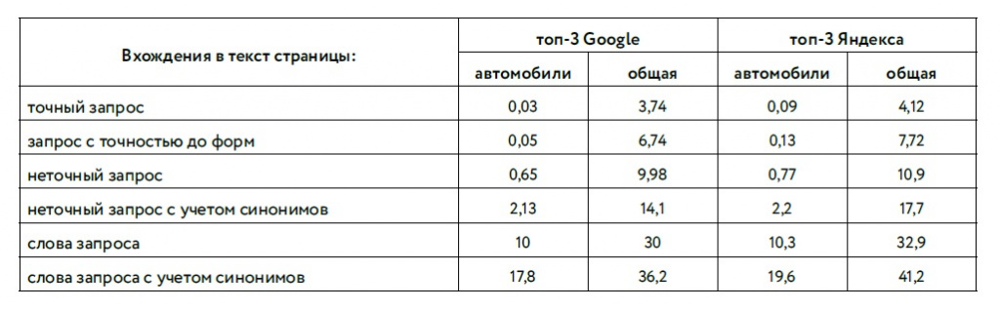 Вхождения в текст страницы: топ-3 Google топ-3 Яндекса
автомобили общая автомобили общая
точный запрос 0,03 3,74 0,09 4,12
запрос с точностью до форм 0,05 6,74 0,13 7,72
неточный запрос 0,65 9,98 0,77 10,9
неточный запрос с учетом синонимов 2,13 14,1 2,2 17,7
слова запроса 10 30 10,3 32,9
слова запроса с учетом синонимов 17,8 36,2 19,6 41,2